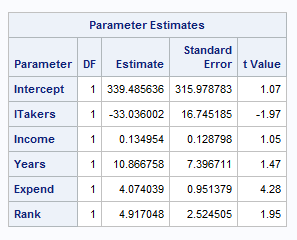 Parameter Estimates
Parameter DF Estimate Standard Error t Value
Intercept 1 339.485636 315.978783 1.07
ITakers 1 -33.036002 16.745185 -1.97
Income 1 0.134954 0.128798 1.05
Years 1 10.866758 7.396711 1.47
Expend 1 4.074039 0.951379 4.28
Rank 1 4.917048 2.524505 1.95